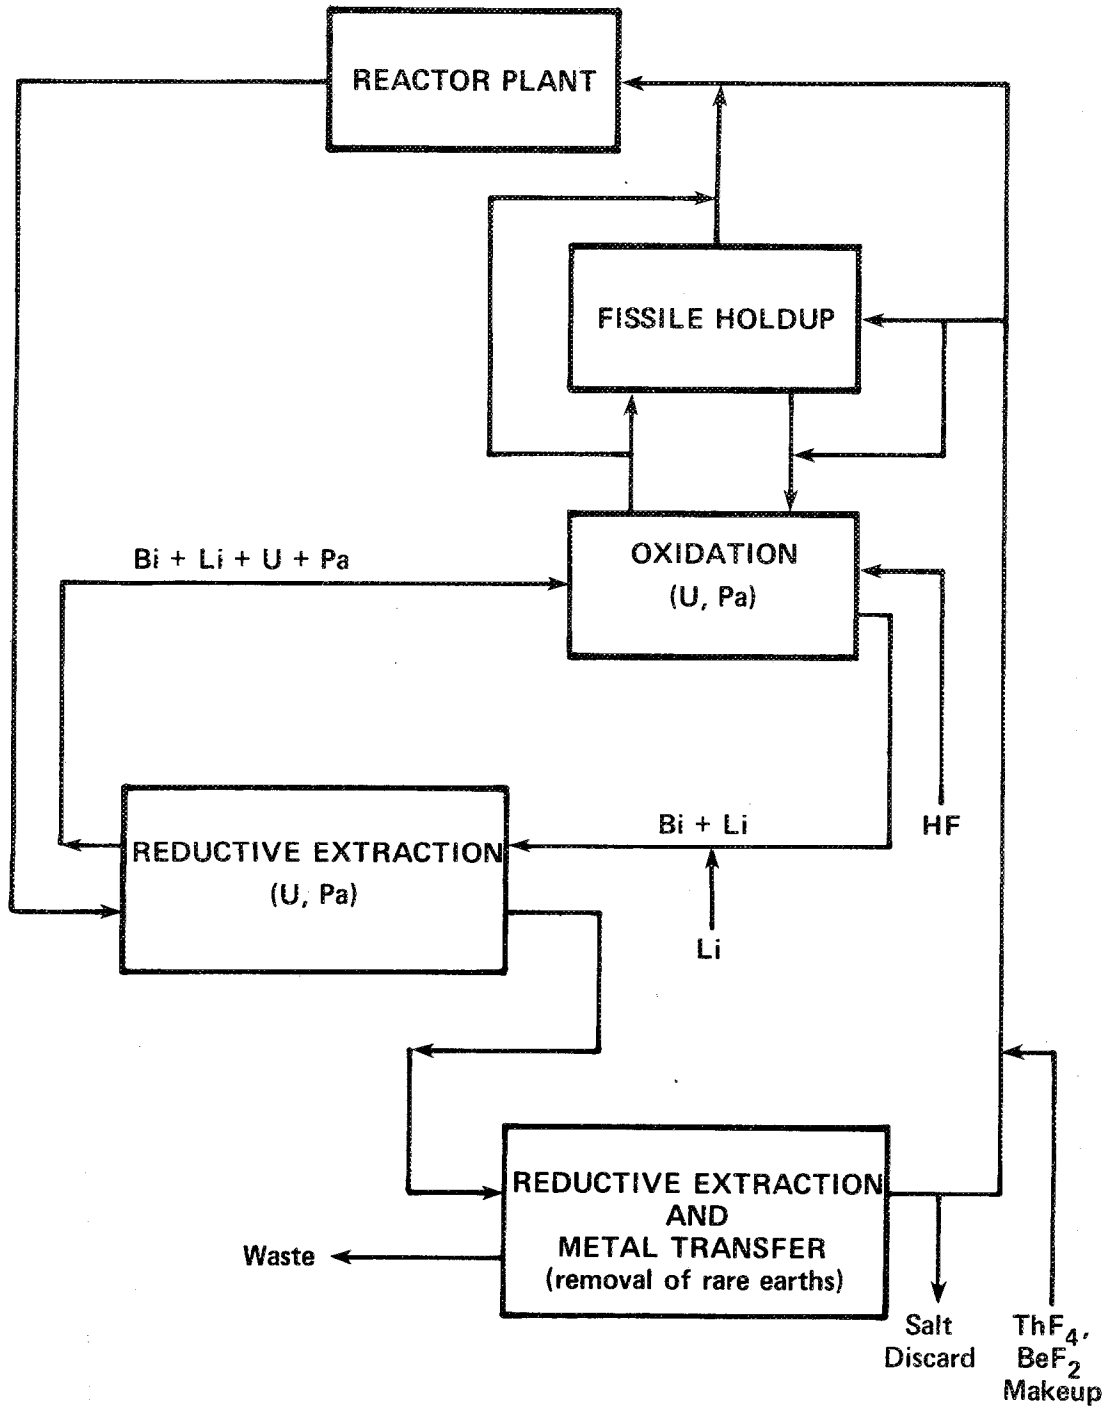 REACTOR PLANT
FISSILE HOLDUP
OXIDATION
(U, Pa)
Bi + Li + U + Pa
HF
Bi + Li
REDUCTIVE EXTRACTION
(U, Pa)
Li
REDUCTIVE EXTRACTION
AND
METAL TRANSFER
(removal of rare earths)
Waste
Salt
Discard
ThF4,
BeF2
Makeup